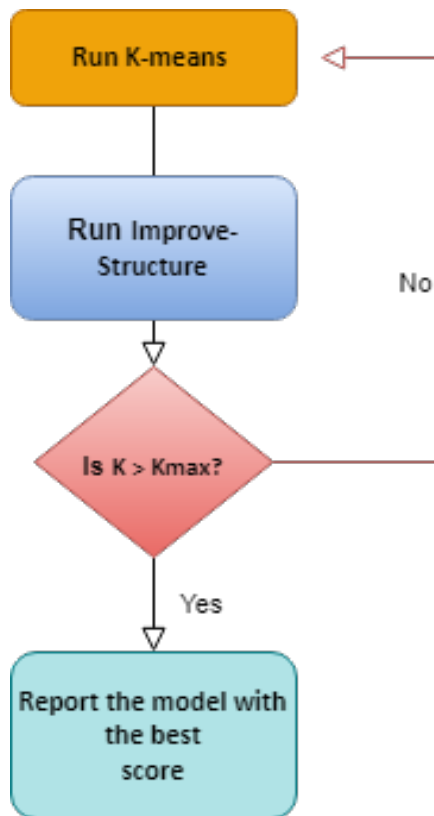 Run K-means
Run Improve-
Structure
No
Is K > Kmax?
Yes
Report the model with
the best
score